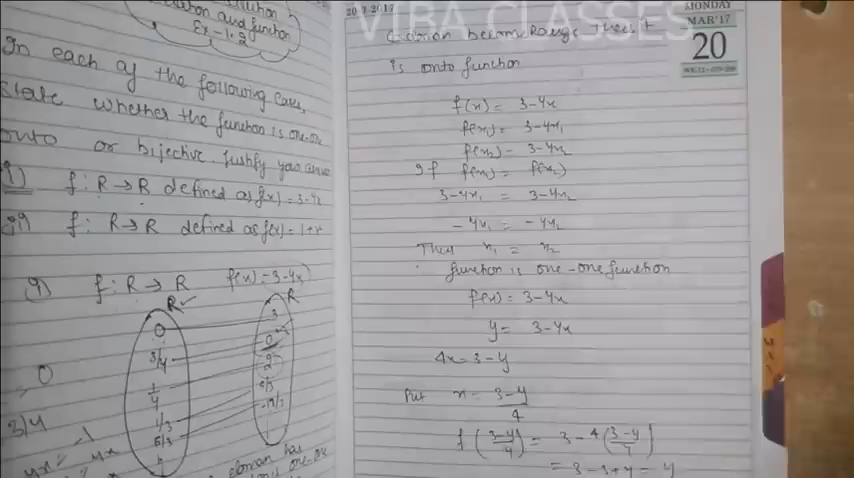 and function
Ex-1.2
In each of the following cases,
state whether the function is one-one
onto or bijective. Justify your
i) f: R→R defined as f(x) = 3-4x
ii) f: R→R defined as f(x) = 1+x
i) f: R→R f(x) = 3-4x
R✓ R
0 3
3/4 0
1/4 2
1/3 5/3
5/3
0
3/4
domain has
20-3-2017
VIBA CLASSES
MONDAY
MAR'17
20
Codomain become Range then it
is onto function
f(x) = 3-4x
f(x₁) = 3-4x₁
f(x₂) = 3-4x₂
If f(x₁) = f(x₂)
3-4x₁ = 3-4x₂
-4x₁ = -4x₂
Then x₁ = x₂
function is one-one function
f(x) = 3-4x
y = 3-4x
4x = 3-y
Put x = 3-y/4
f(3-y/4) = 3-4(3-y/4)
= 3-3+y = y